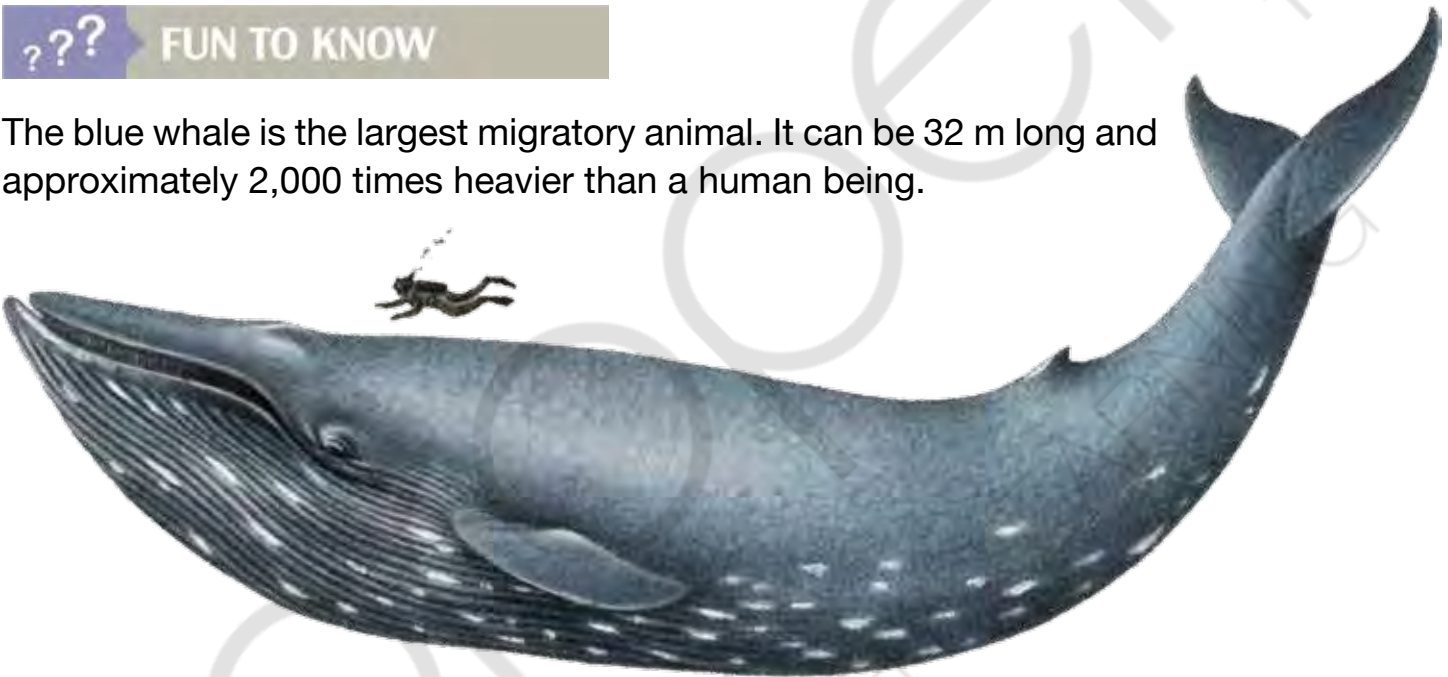 ???
FUN TO KNOW
The blue whale is the largest migratory animal. It can be 32 m long and
approximately 2,000 times heavier than a human being.